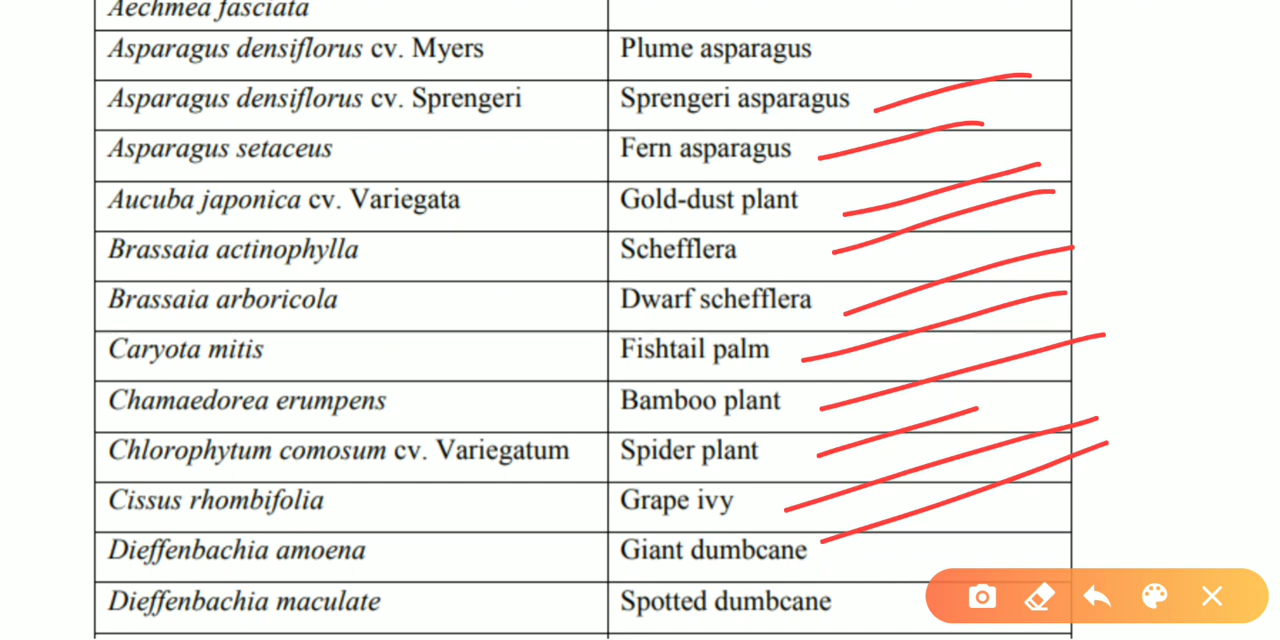 Aechmea fasciata
Asparagus densiflorus cv. Myers Plume asparagus
Asparagus densiflorus cv. Sprengeri Sprengeri asparagus
Asparagus setaceus Fern asparagus
Aucuba japonica cv. Variegata Gold-dust plant
Brassaia actinophylla Schefflera
Brassaia arboricola Dwarf schefflera
Caryota mitis Fishtail palm
Chamaedorea erumpens Bamboo plant
Chlorophytum comosum cv. Variegatum Spider plant
Cissus rhombifolia Grape ivy
Dieffenbachia amoena Giant dumbcane
Dieffenbachia maculate Spotted dumbcane